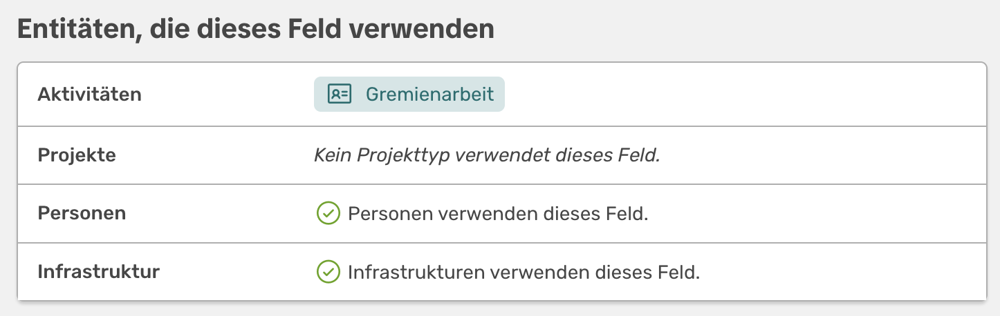 Entitäten, die dieses Feld verwenden
Aktivitäten Gremienarbeit
Projekte Kein Projekttyp verwendet dieses Feld.
Personen Personen verwenden dieses Feld.
Infrastruktur Infrastrukturen verwenden dieses Feld.